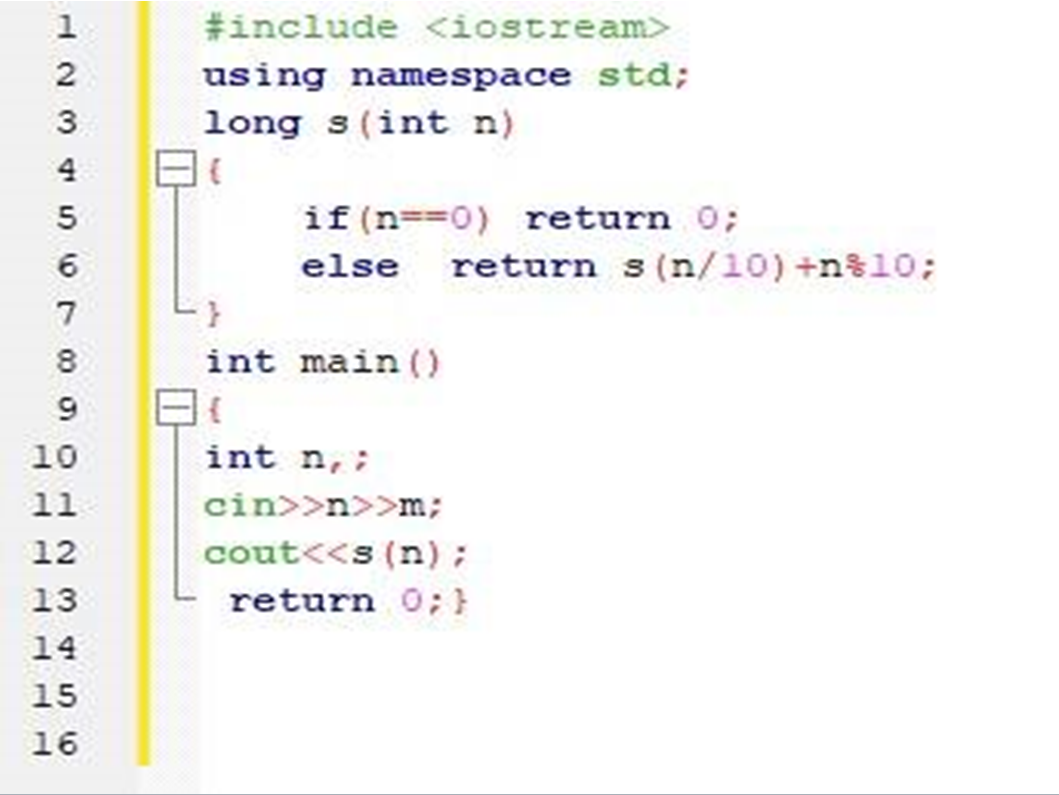 1 #include <iostream>
2 using namespace std;
3 long s(int n)
4 {
5 if(n==0) return 0;
6 else return s(n/10)+n%10;
7 }
8 int main()
9 {
10 int n,;
11 cin>>n>>m;
12 cout<<s(n);
13 return 0;}
14
15
16